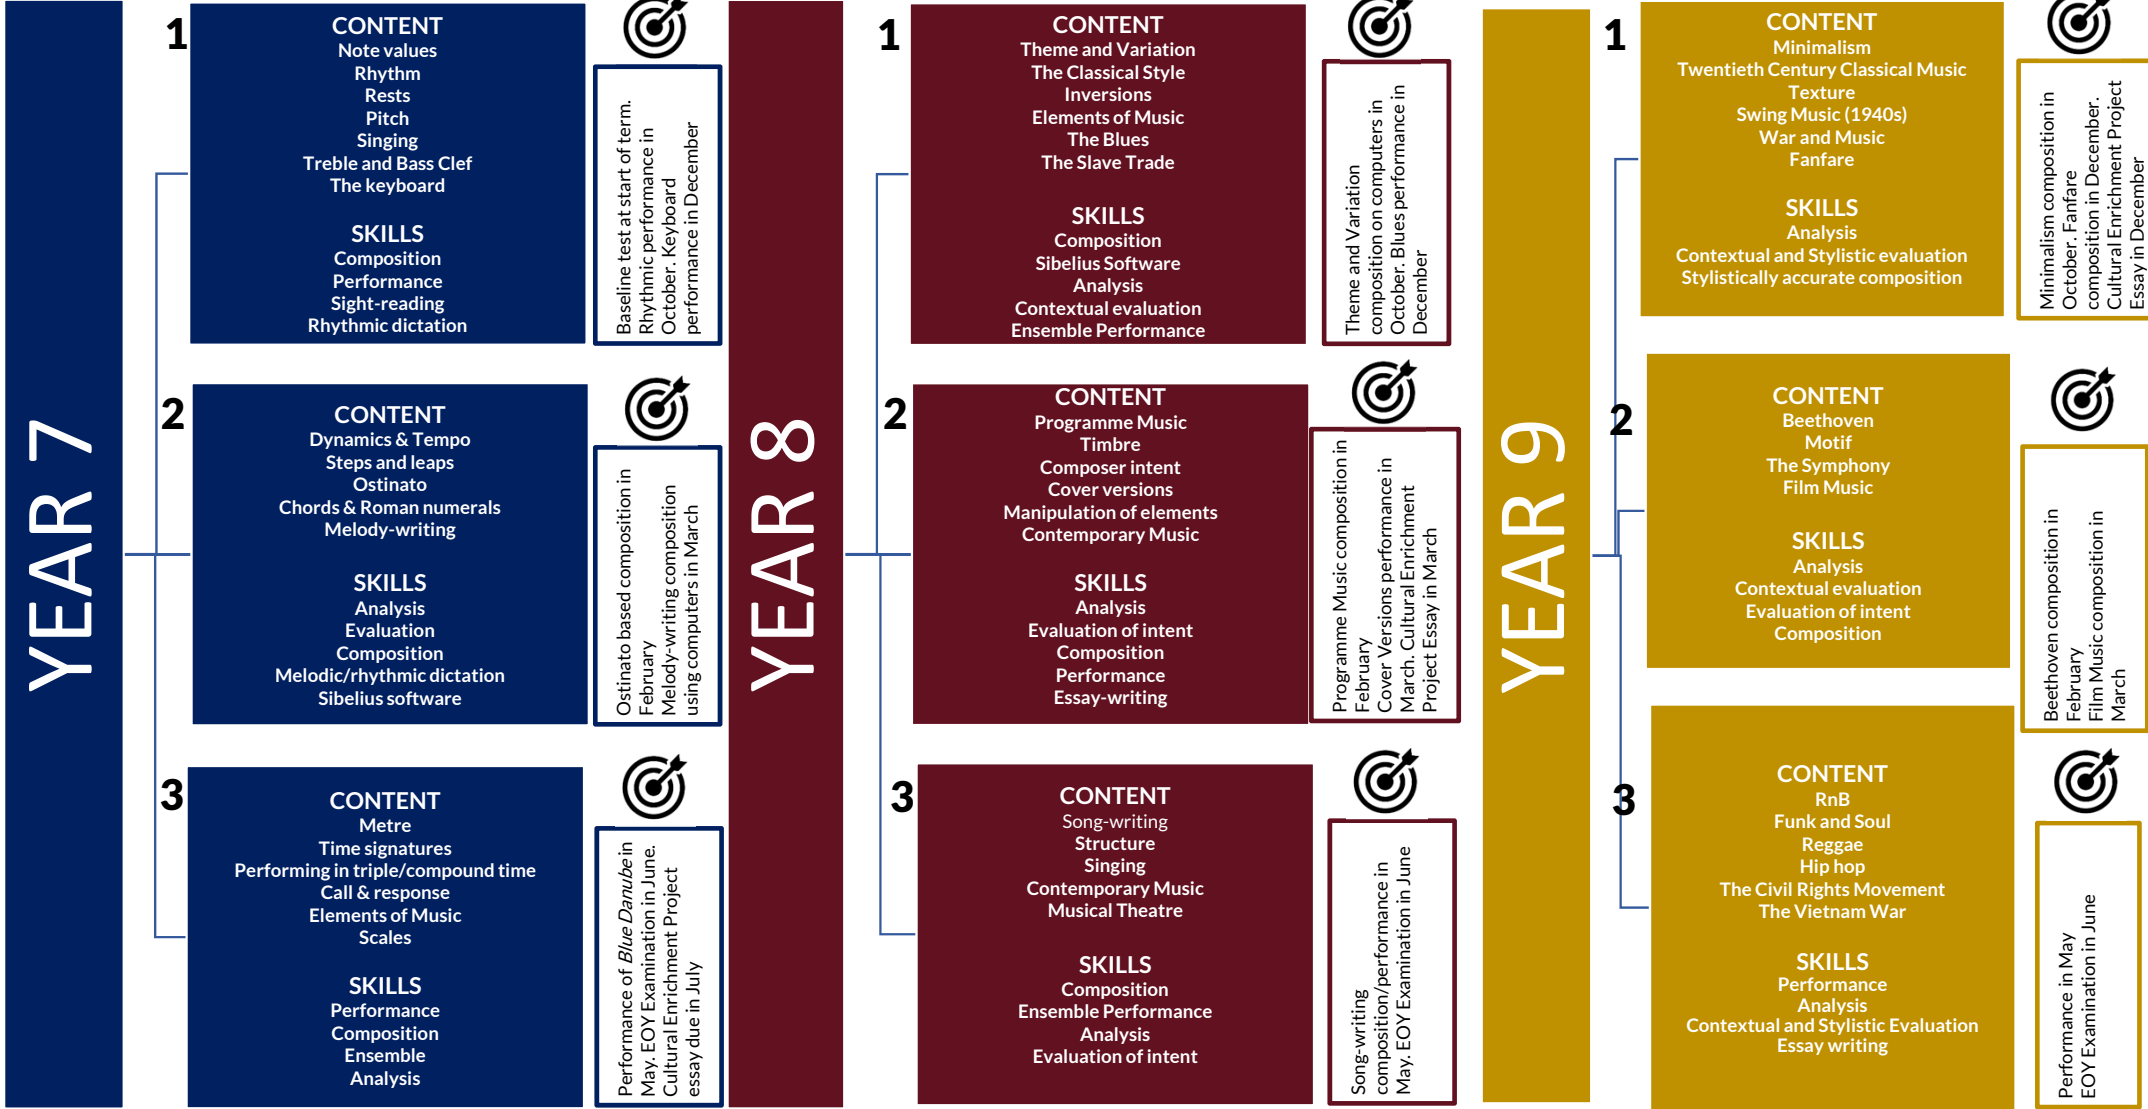 YEAR 7
1
CONTENT
Note values
Rhythm
Rests
Pitch
Singing
Treble and Bass Clef
The keyboard
SKILLS
Composition
Performance
Sight-reading
Rhythmic dictation
Baseline test at start of term.
Rhythmic performance in
October. Keyboard
performance in December
2
CONTENT
Dynamics & Tempo
Steps and leaps
Ostinato
Chords & Roman numerals
Melody-writing
SKILLS
Analysis
Evaluation
Composition
Melodic/rhythmic dictation
Sibelius software
Ostinato based composition in
February
Melody-writing composition
using computers in March
3
CONTENT
Metre
Time signatures
Performing in triple/compound time
Call & response
Elements of Music
Scales
SKILLS
Performance
Composition
Ensemble
Analysis
Performance of Blue Danube in
May. EOY Examination in June.
Cultural Enrichment Project
essay due in July
YEAR 8
1
CONTENT
Theme and Variation
The Classical Style
Inversions
Elements of Music
The Blues
The Slave Trade
SKILLS
Composition
Sibelius Software
Analysis
Contextual evaluation
Ensemble Performance
Theme and Variation
composition on computers in
October. Blues performance in
December
2
CONTENT
Programme Music
Timbre
Composer intent
Cover versions
Manipulation of elements
Contemporary Music
SKILLS
Analysis
Evaluation of intent
Composition
Performance
Essay-writing
Programme Music composition in
February
Cover Versions performance in
March. Cultural Enrichment
Project Essay in March
3
CONTENT
Song-writing
Structure
Singing
Contemporary Music
Musical Theatre
SKILLS
Composition
Ensemble Performance
Analysis
Evaluation of intent
Song-writing
composition/performance in
May. EOY Examination in June
YEAR 9
1
CONTENT
Minimalism
Twentieth Century Classical Music
Texture
Swing Music (1940s)
War and Music
Fanfare
SKILLS
Analysis
Contextual and Stylistic evaluation
Stylistically accurate composition
Minimalism composition in
October. Fanfare
composition in December.
Cultural Enrichment Project
Essay in December
2
CONTENT
Beethoven
Motif
The Symphony
Film Music
SKILLS
Analysis
Contextual evaluation
Evaluation of intent
Composition
Beethoven composition in
February
Film Music composition in
March
3
CONTENT
RnB
Funk and Soul
Reggae
Hip hop
The Civil Rights Movement
The Vietnam War
SKILLS
Performance
Analysis
Contextual and Stylistic Evaluation
Essay writing
Performance in May
EOY Examination in June